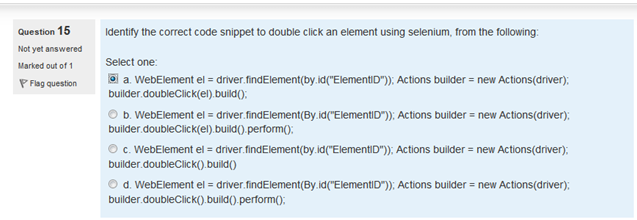 Question 15
Not yet answered
Marked out of 1
Flag question
Identify the correct code snippet to double click an element using selenium, from the following:
Select one:
a. WebElement el = driver.findElement(by.id("ElementID")); Actions builder = new Actions(driver);
builder.doubleClick(el).build();
b. WebElement el = driver.findElement(By.id("ElementID")); Actions builder = new Actions(driver);
builder.doubleClick(el).build().perform();
c. WebElement el = driver.findElement(by.id("ElementID")); Actions builder = new Actions(driver);
builder.doubleClick().build()
d. WebElement el = driver.findElement(By.id("ElementID")); Actions builder = new Actions(driver);
builder.doubleClick().build().perform();